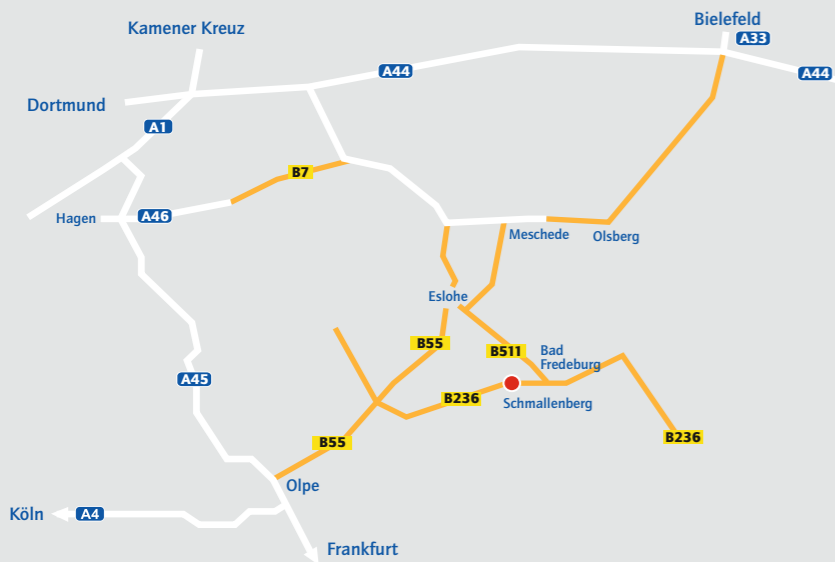 Bielefeld
Kamener Kreuz
A33
A44
A44
Dortmund
A1
B7
Hagen
A46
Meschede
Olsberg
Eslohe
B55
B511
Bad
Fredeburg
A45
B236
Schmallenberg
B236
B55
Olpe
Köln
A4
Frankfurt